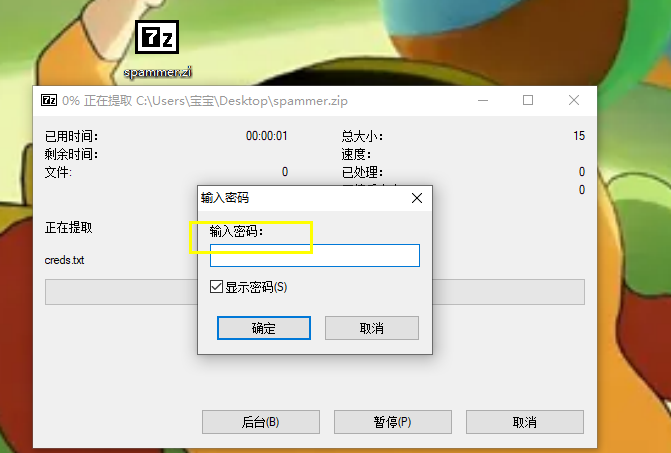 7z
spammer.zi
7z 0% 正在提取 C:\Users\宝宝\Desktop\spammer.zip
已用时间： 00:00:01 总大小： 15
剩余时间： 速度：
文件: 0 已处理： 0
0
输入密码
输入密码：
正在提取
creds.txt
显示密码(S)
确定 取消
后台(B) 暂停(P) 取消